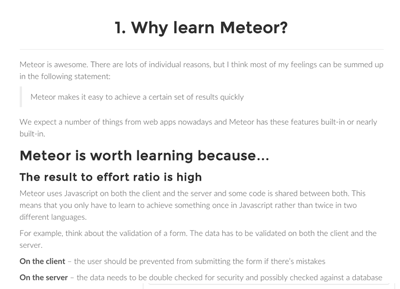 1. Why learn Meteor?
Meteor is awesome. There are lots of individual reasons, but I think most of my feelings can be summed up
in the following statement:
Meteor makes it easy to achieve a certain set of results quickly
We expect a number of things from web apps nowadays and Meteor has these features built-in or nearly
built-in.
Meteor is worth learning because...
The result to effort ratio is high
Meteor uses Javascript on both the client and the server and some code is shared between both. This
means that you only have to learn to achieve something once in Javascript rather than twice in two
different languages.
For example, think about the validation of a form. The data has to be validated on both the client and the
server.
On the client – the user should be prevented from submitting the form if there's mistakes
On the server – the data needs to be double checked for security and possibly checked against a database